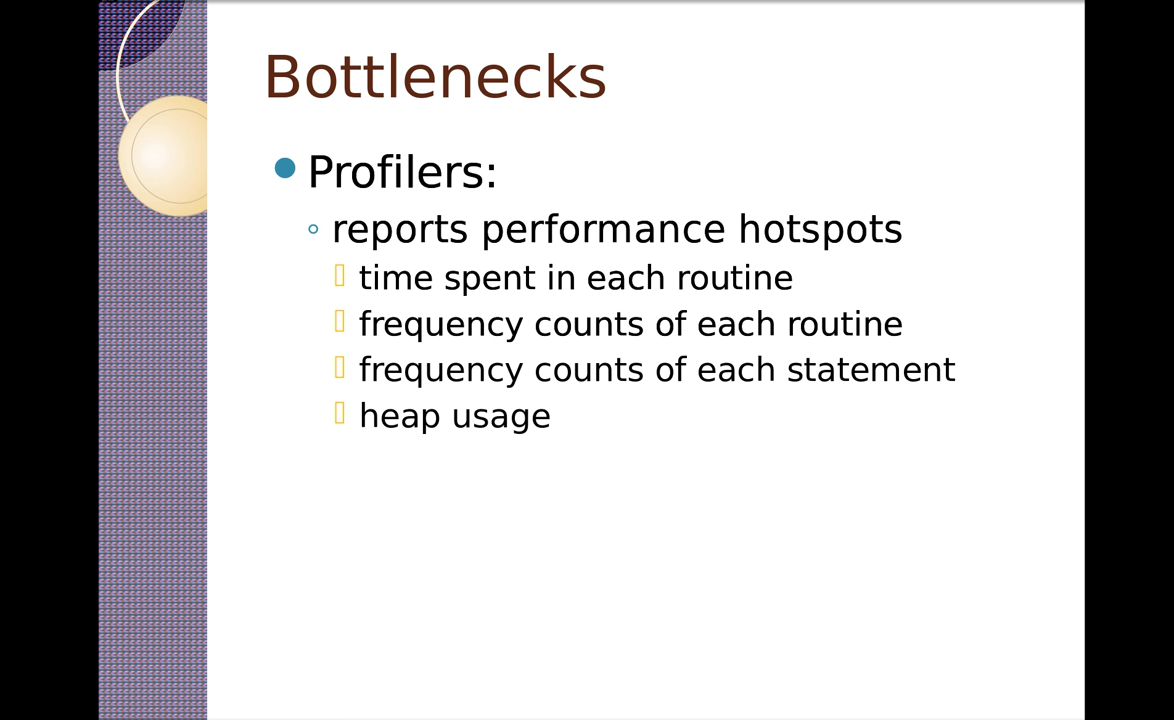 Bottlenecks
Profilers:
reports performance hotspots
time spent in each routine
frequency counts of each routine
frequency counts of each statement
heap usage